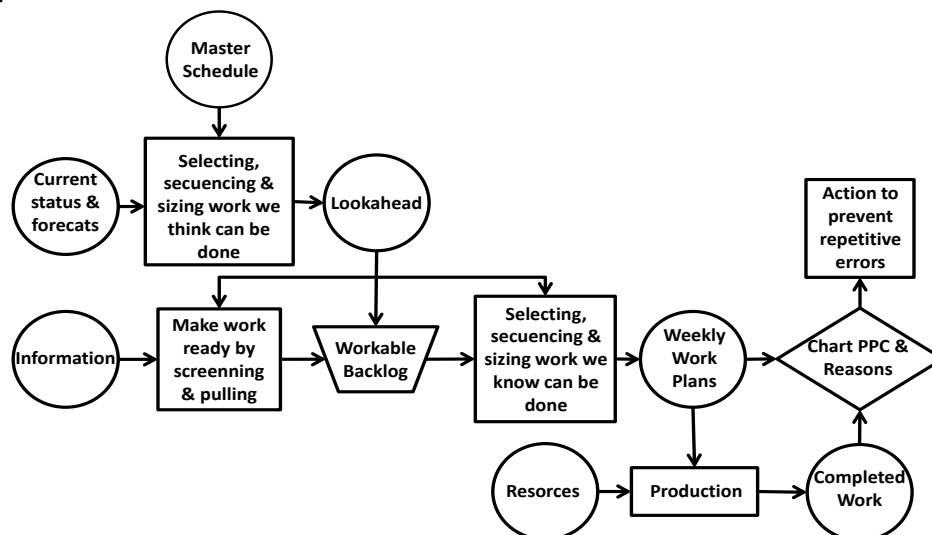 Master
Schedule
Current
status &
forecats
Selecting,
secuencing &
sizing work we
think can be
done
Lookahead
Action to
prevent
repetitive
errors
Information
Make work
ready by
screenning
& pulling
Workable
Backlog
Selecting,
secuencing &
sizing work we
know can be
done
Weekly
Work
Plans
Chart PPC &
Reasons
Resorces
Production
Completed
Work